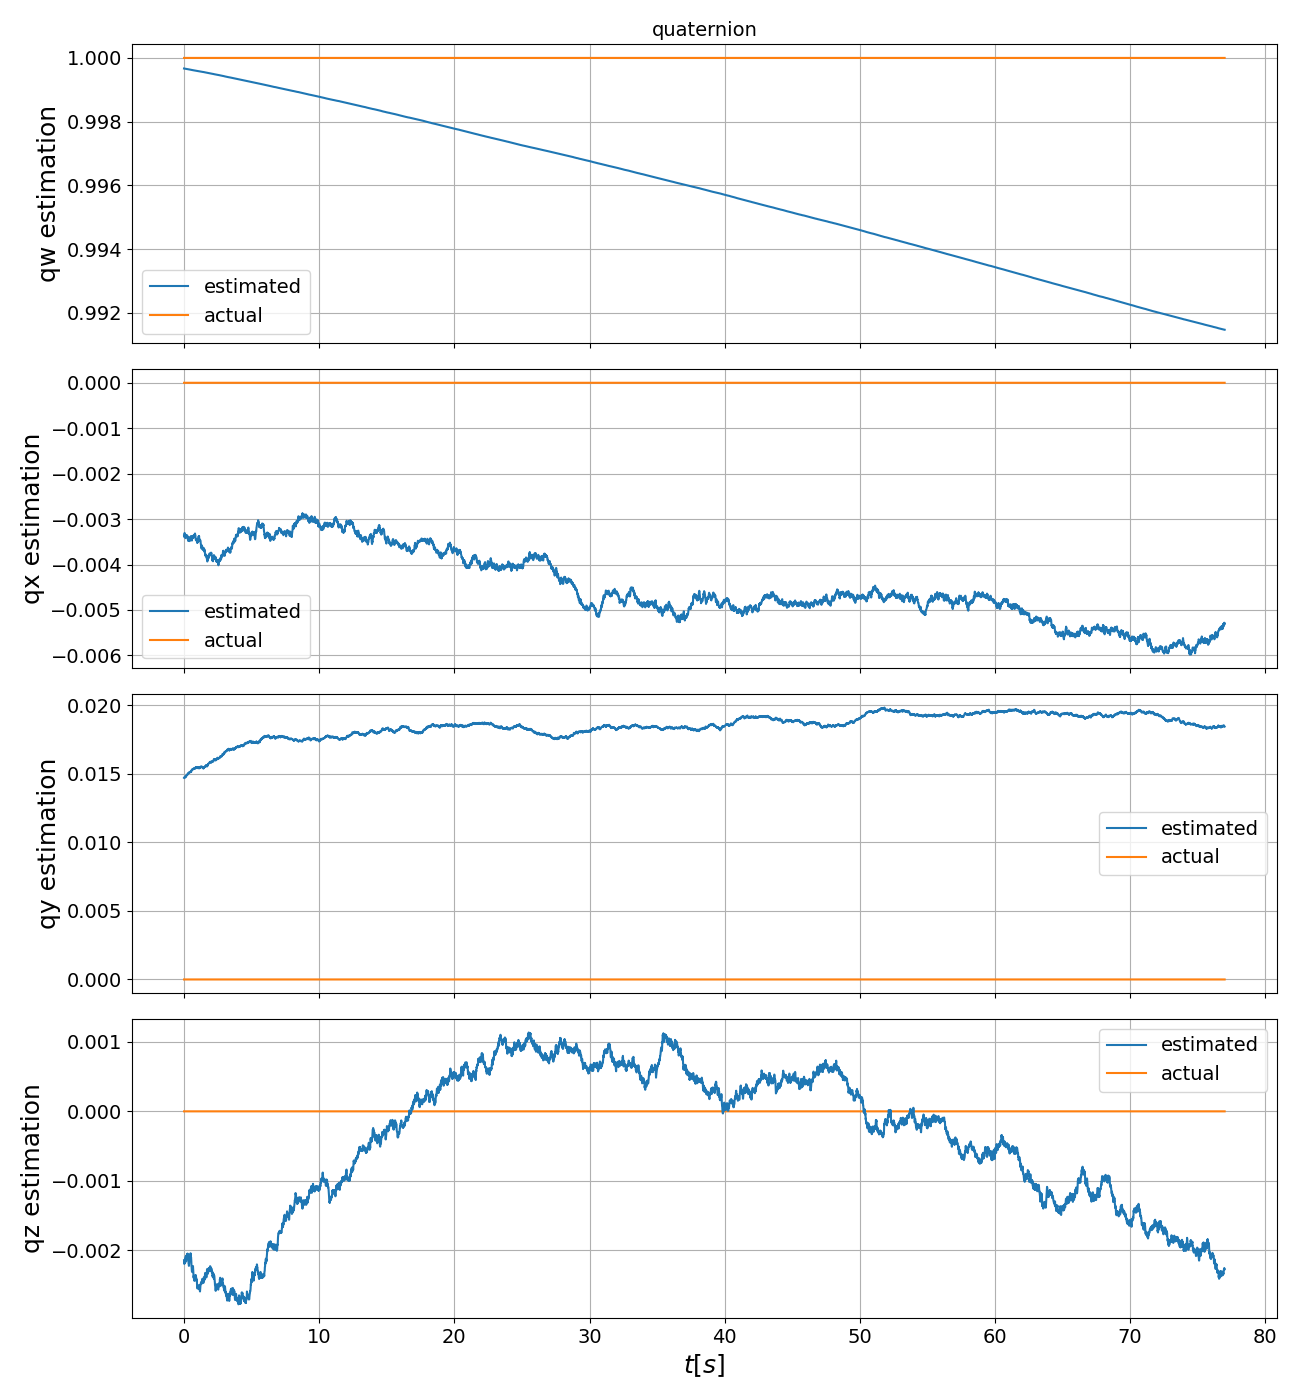 quaternion
1.000
0.998
0.996
0.994
0.992
qw estimation
estimated
actual
0.000
−0.001
−0.002
−0.003
−0.004
−0.005
−0.006
qx estimation
estimated
actual
0.020
0.015
0.010
0.005
0.000
qy estimation
estimated
actual
0.001
0.000
−0.001
−0.002
qz estimation
estimated
actual
0 10 20 30 40 50 60 70 80
t[s]